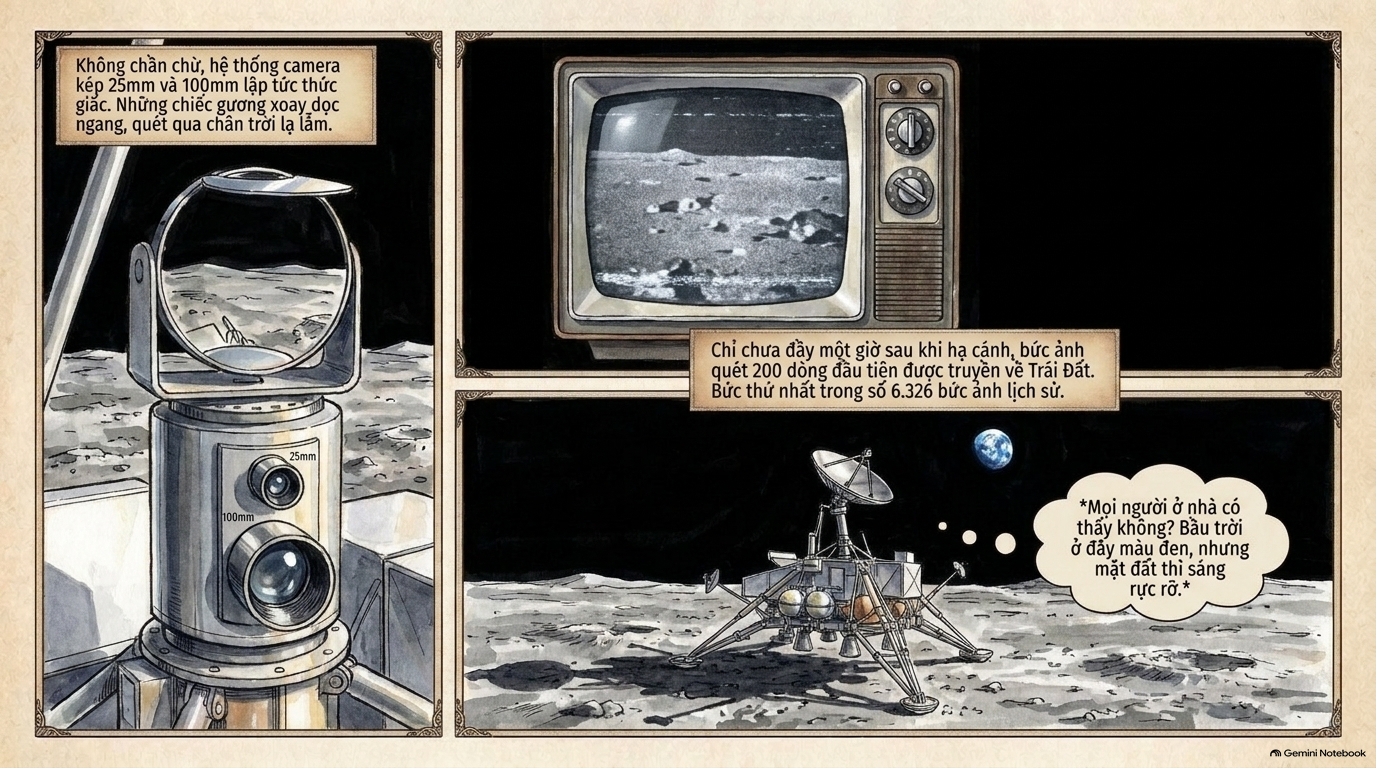 Không chần chừ, hệ thống camera
kép 25mm và 100mm lập tức thức
giấc. Những chiếc gương xoay dọc
ngang, quét qua chân trời lạ lẫm.
25mm
100mm
Chỉ chưa đầy một giờ sau khi hạ cánh, bức ảnh
quét 200 dòng đầu tiên được truyền về Trái Đất.
Bức thứ nhất trong số 6.326 bức ảnh lịch sử.
*Mọi người ở nhà có
thấy không? Bầu trời
ở đây màu đen, nhưng
mặt đất thì sáng
rực rỡ.*
Gemini Notebook